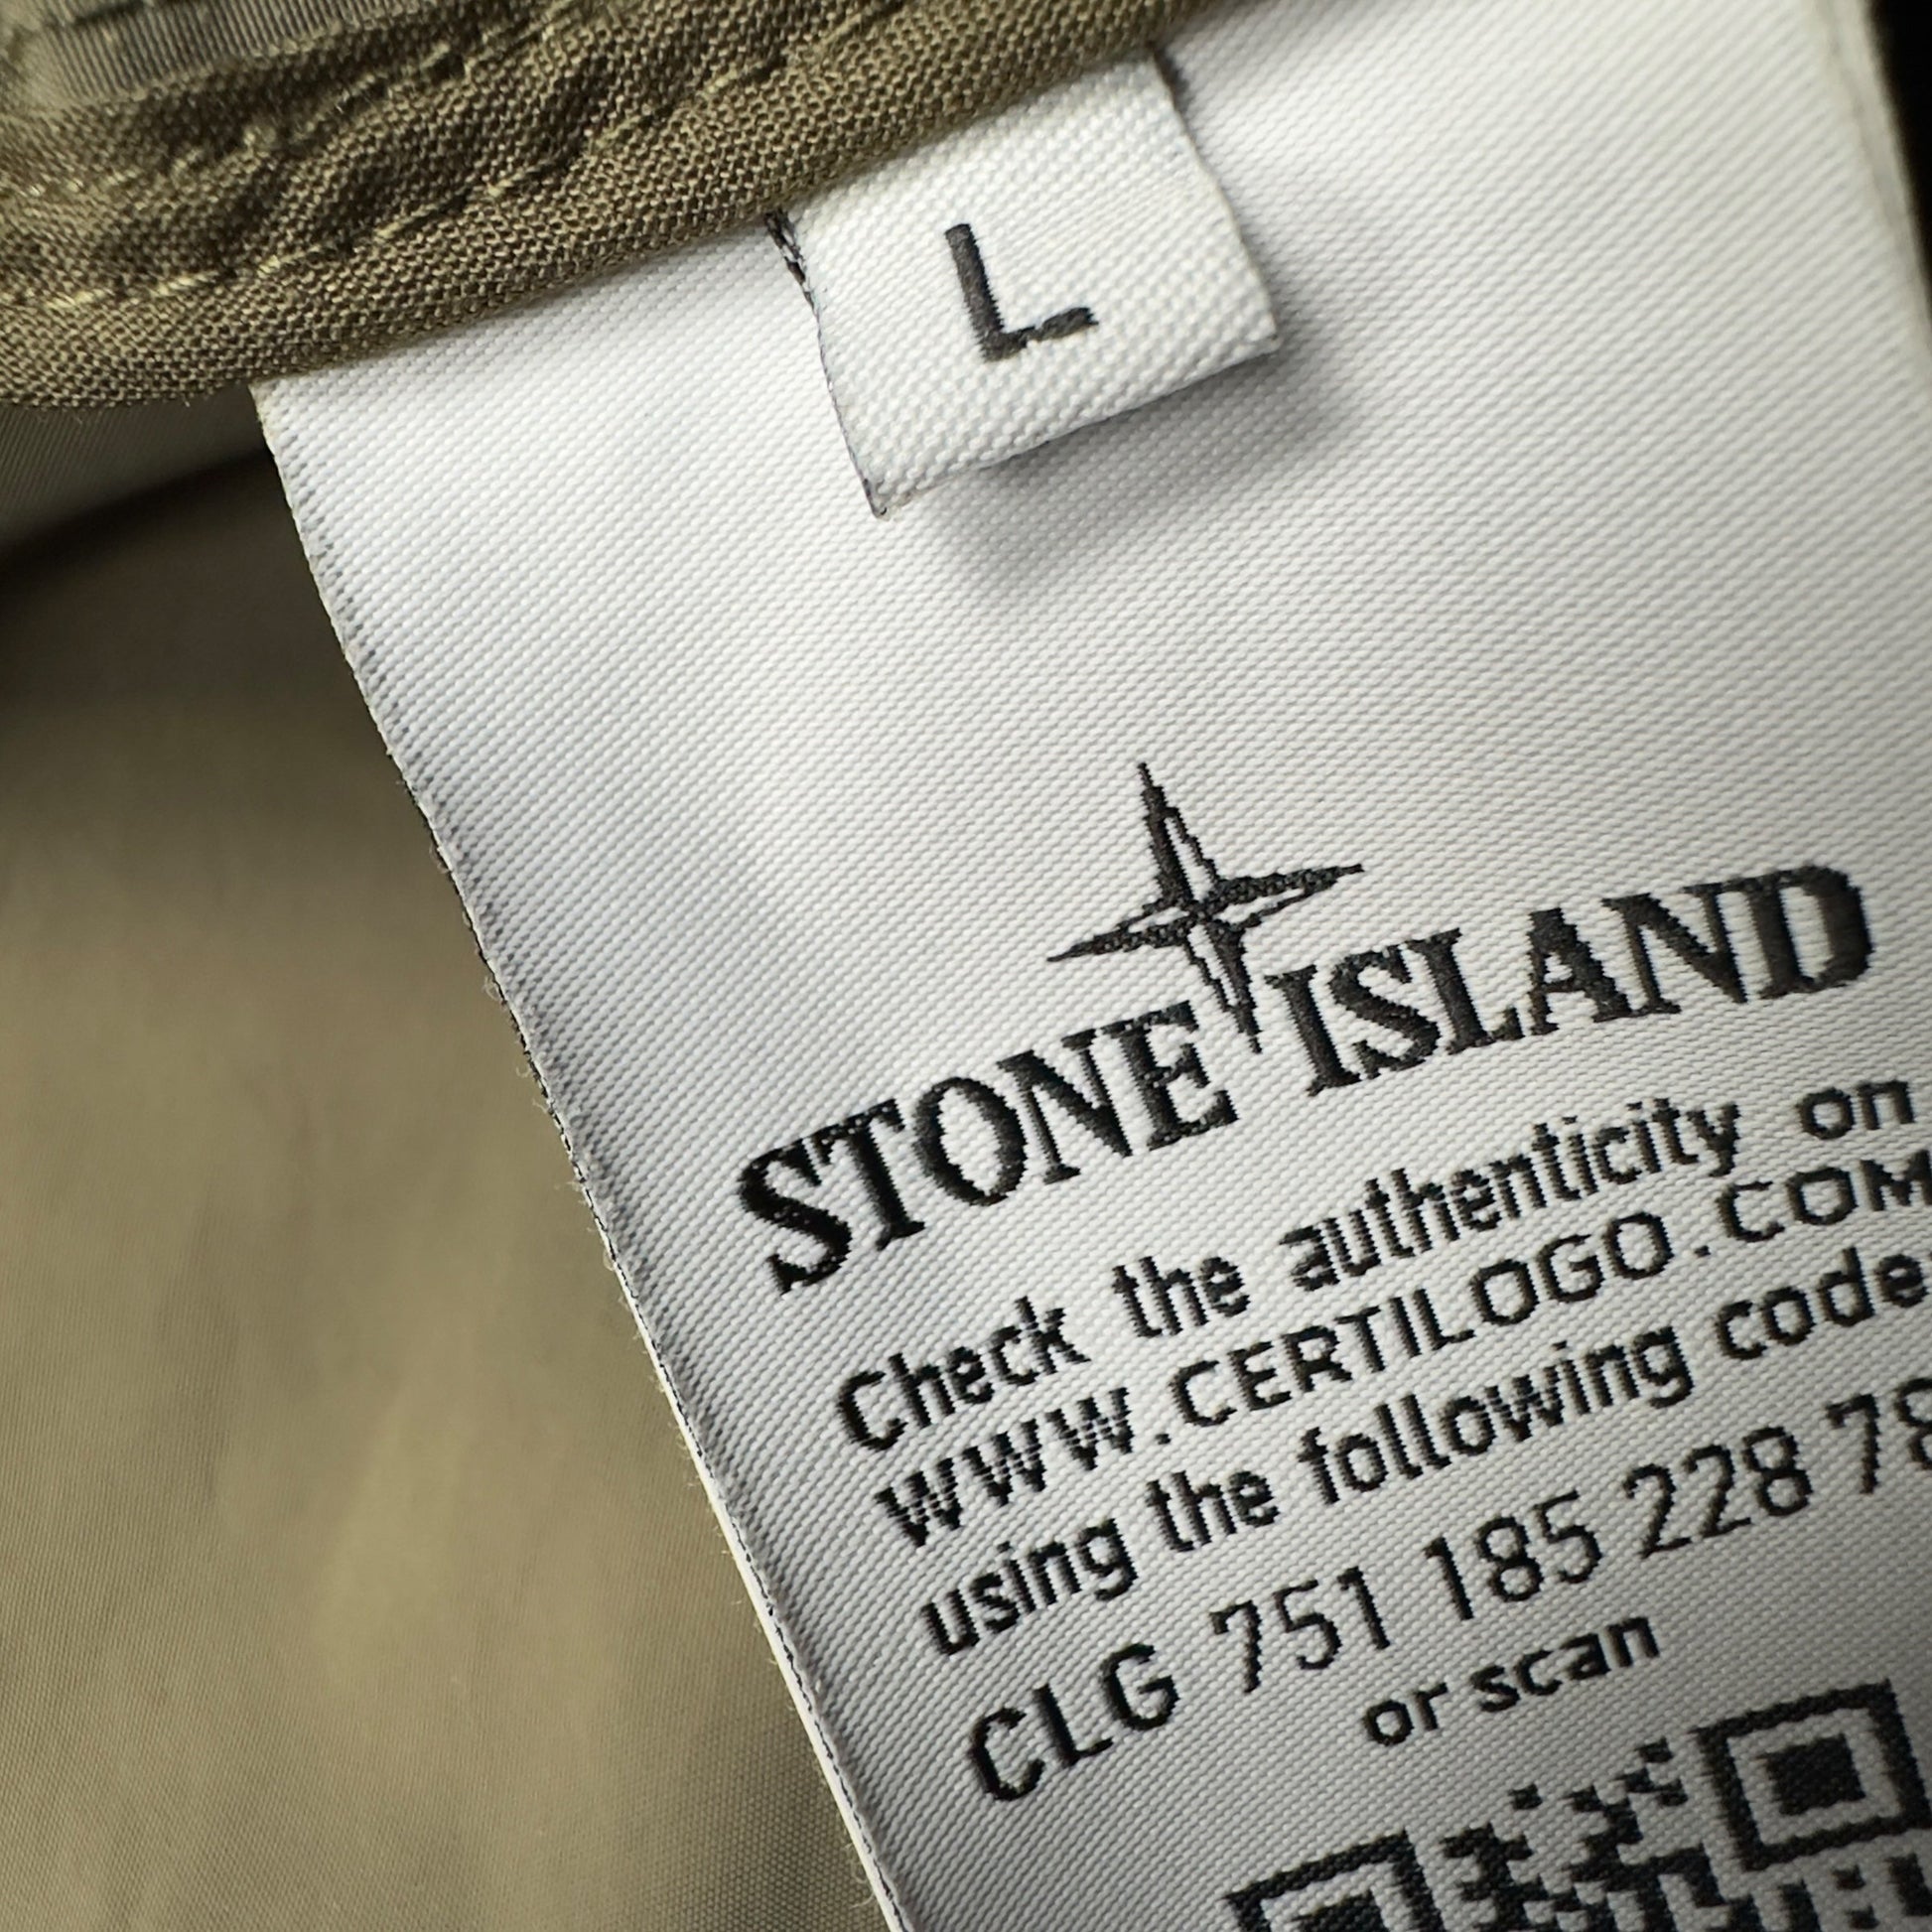 L
STONE ISLAND
Check the authenticity on
WWW.CERTILOGO.COM
using the following code
CLG 751 185 228 78
or scan